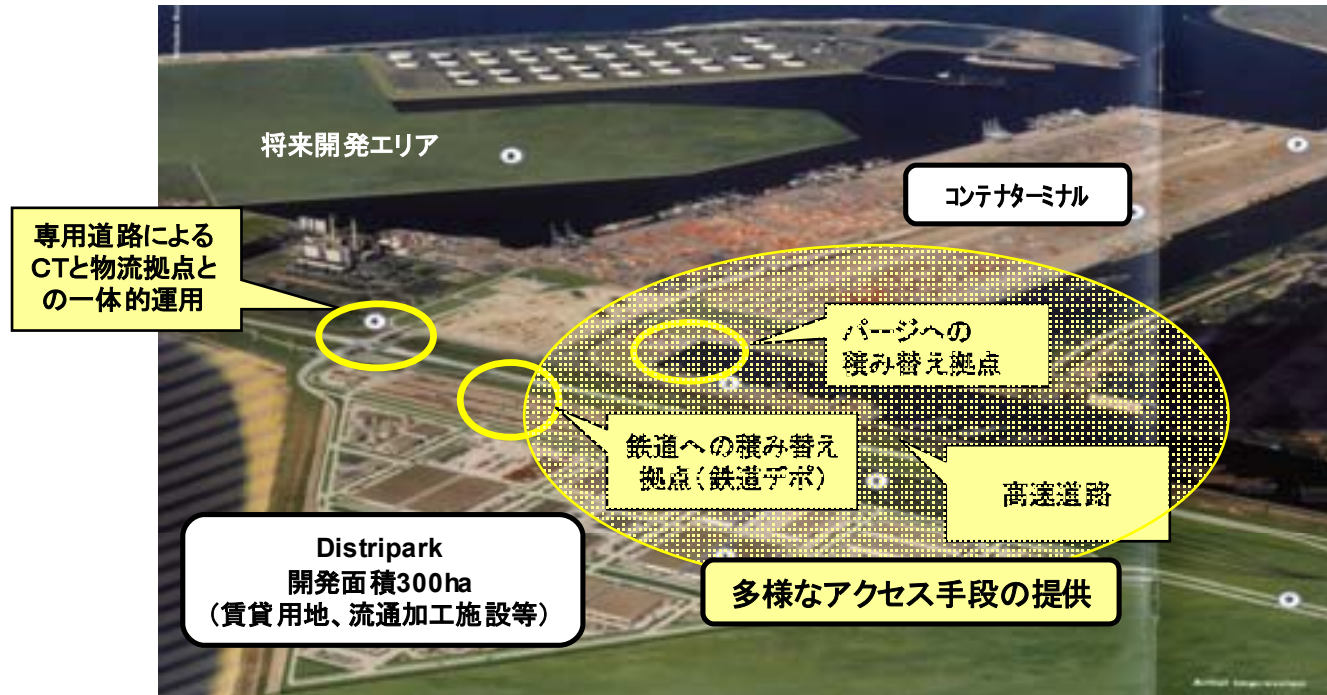 将来開発エリア
コンテナターミナル
専用道路による
CTと物流拠点と
の一体的運用
バージへの
積み替え拠点
鉄道への積み替え
拠点(鉄道デポ)
高速道路
Distripark
開発面積300ha
(賃貸用地、流通加工施設等)
多様なアクセス手段の提供
Artist Impression